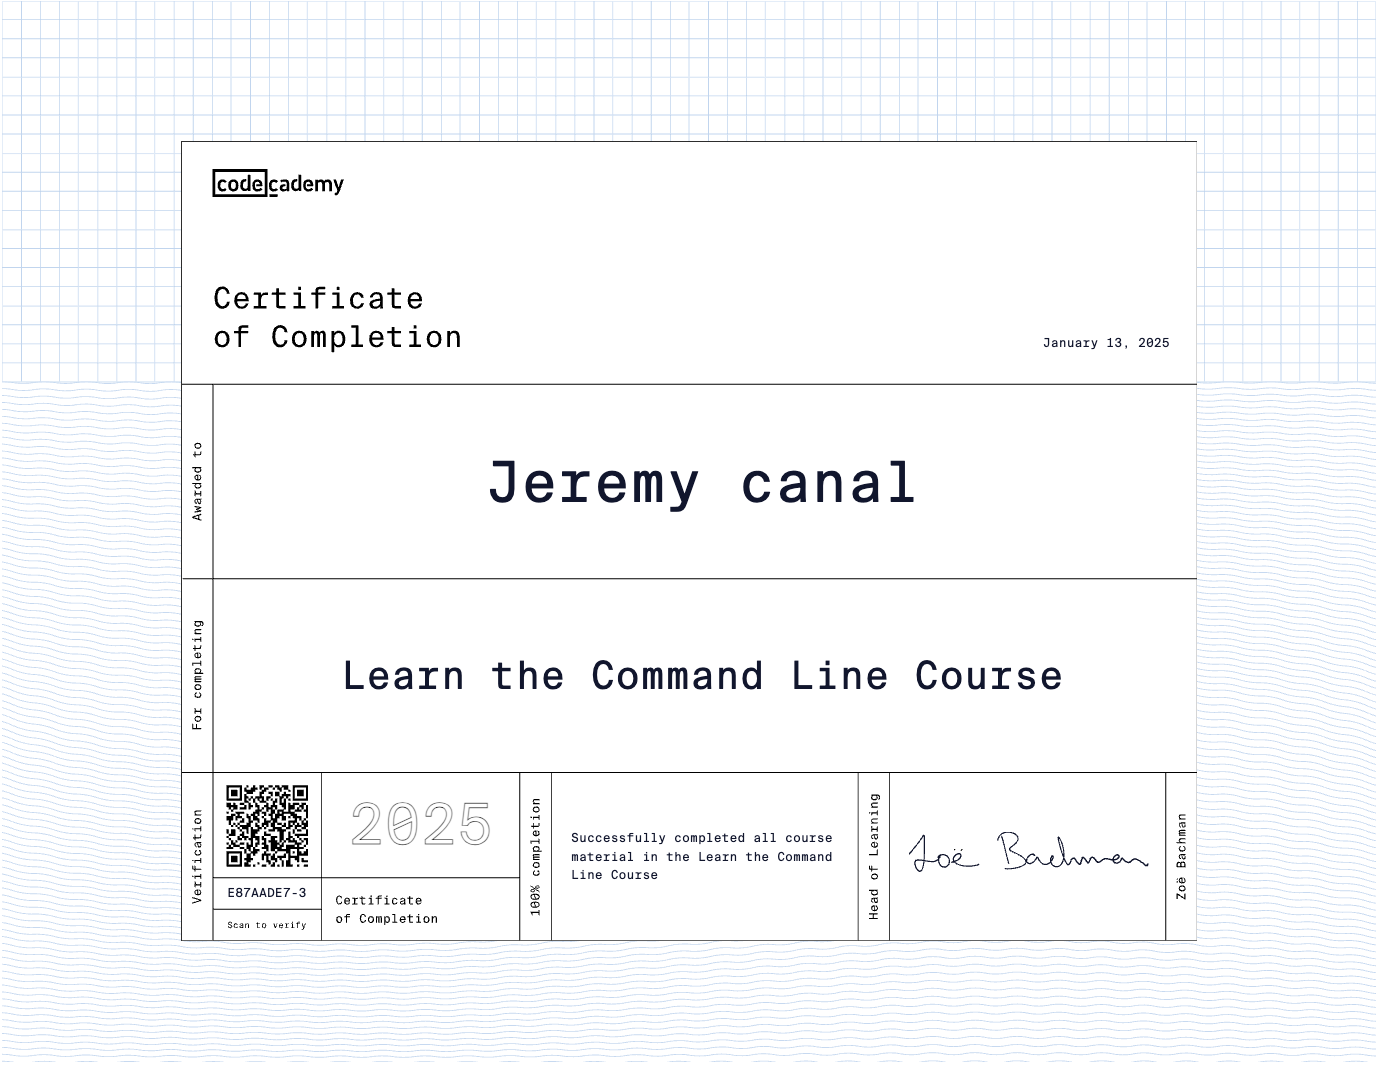 codecademy
Certificate
of Completion
January 13, 2025
Awarded to
Jeremy canal
For completing
Learn the Command Line Course
Verification
E87AADE7-3
Scan to verify
2025
Certificate
of Completion
100% completion
Successfully completed all course
material in the Learn the Command
Line Course
Head of Learning
Zoë Bachman
Zoë Bachman